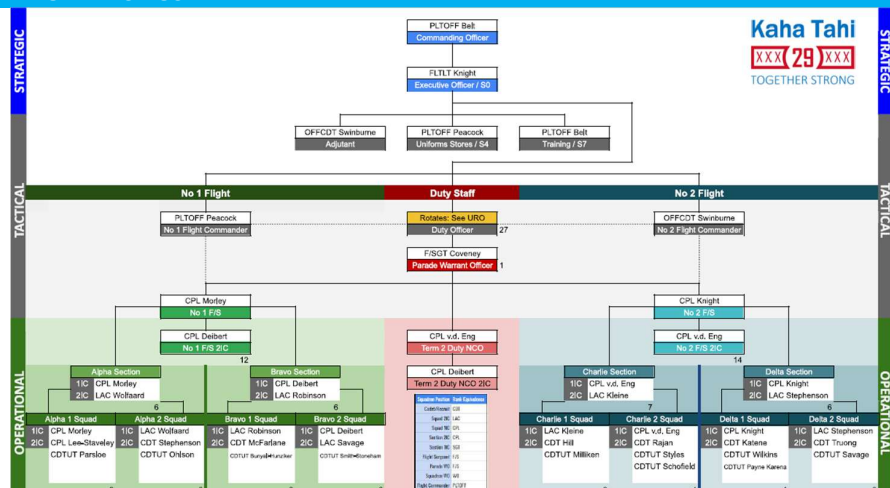 PLTOFF Belt
Commanding Officer
Kaha Tahi
XXX(29)XXX
TOGETHER STRONG
STRATEGIC
STRATEGIC
FLTLT Knight
Executive Officer / S0
OFFCDT Swinburne
Adjutant
PLTOFF Peacock
Uniforms Stores / S4
PLTOFF Belt
Training / S7
TACTICAL
TACTICAL
No 1 Flight
Duty Staff
No 2 Flight
PLTOFF Peacock
No 1 Flight Commander
Rotates: See URO
Duty Officer
27
OFFCDT Swinburne
No 2 Flight Commander
F/SGT Coveney
Parade Warrant Officer
1
CPL Morley
No 1 F/S
CPL Knight
No 2 F/S
OPERATIONAL
OPERATIONAL
CPL Deibert
No 1 F/S 2IC
12
CPL v.d. Eng
Term 2 Duty NCO
CPL v.d. Eng
No 2 F/S 2IC
14
Alpha Section
1IC CPL Morley
2IC LAC Wolfaard
6
Bravo Section
1IC CPL Deibert
2IC LAC Robinson
6
CPL Deibert
Term 2 Duty NCO 2IC
Charlie Section
1IC CPL v.d, Eng
2IC LAC Kleine
7
Delta Section
1IC CPL Knight
2IC LAC Stephenson
6
Alpha 1 Squad
1IC CPL Morley
2IC CPL Lee-Staveley
CDTUT Parsloe
Alpha 2 Squad
1IC LAC Wolfaard
2IC CDT Stephenson
CDTUT Ohlson
Bravo 1 Squad
1IC LAC Robinson
2IC CDT McFarlane
Bravo 2 Squad
1IC CPL Deibert
2IC LAC Savage
CDTUT Smith-Stoneham
Charlie 1 Squad
1IC LAC Kleine
2IC CDT Hill
CDTUT Milliken
Charlie 2 Squad
1IC CPL v.d, Eng
2IC CDT Rajan
CDTUT Styles
CDTUT Schofield
Delta 1 Squad
1IC CPL Knight
2IC CDT Katene
CDTUT Wilkins
CDTUT Payne Karena
Delta 2 Squad
1IC LAC Stephenson
2IC CDT Truong
CDTUT Savage